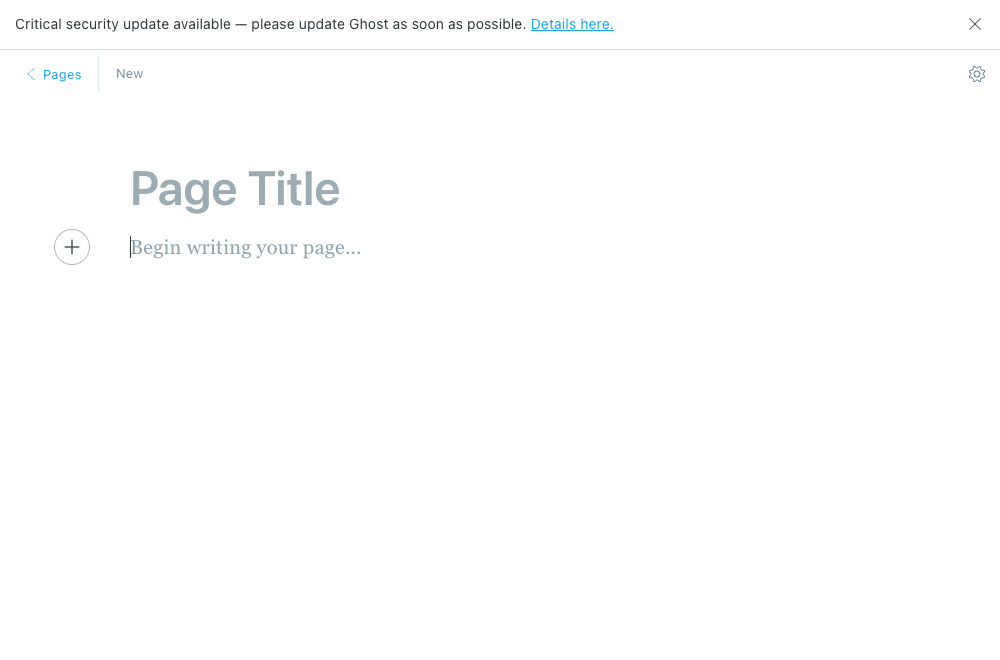 Critical security update available — please update Ghost as soon as possible. Details here.
Pages
New
Page Title
Begin writing your page...